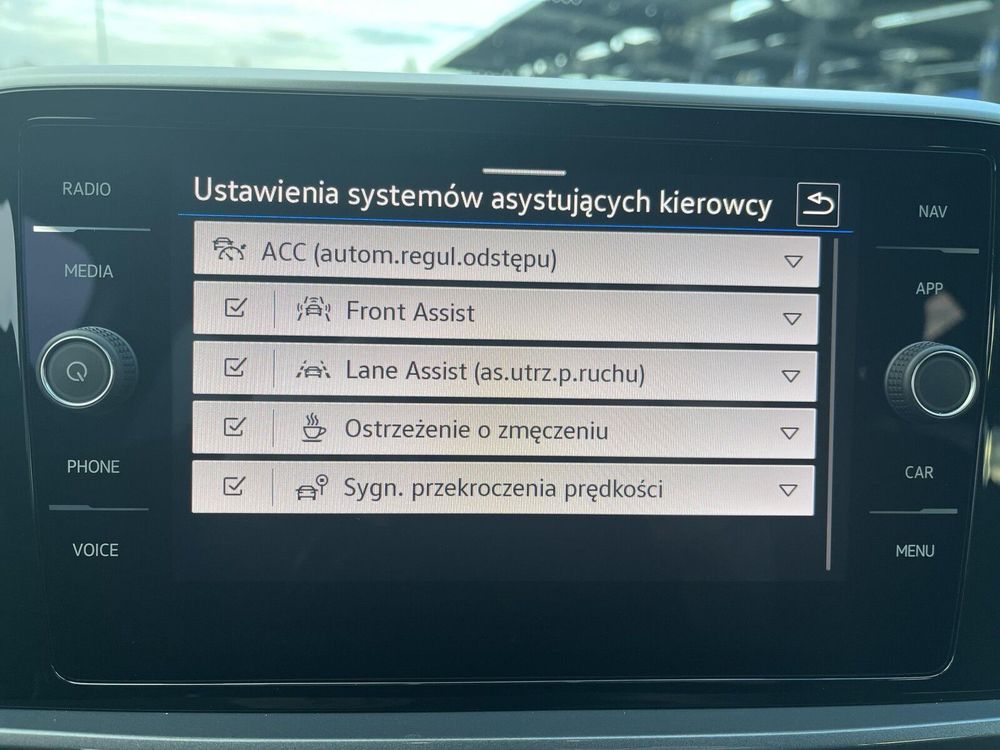 RADIO
MEDIA
PHONE
VOICE
Ustawienia systemów asystujących kierowcy
ACC (autom.regul.odstępu)
Front Assist
Lane Assist (as.utrz.p.ruchu)
Ostrzeżenie o zmęczeniu
Sygn. przekroczenia prędkości
NAV
APP
CAR
MENU